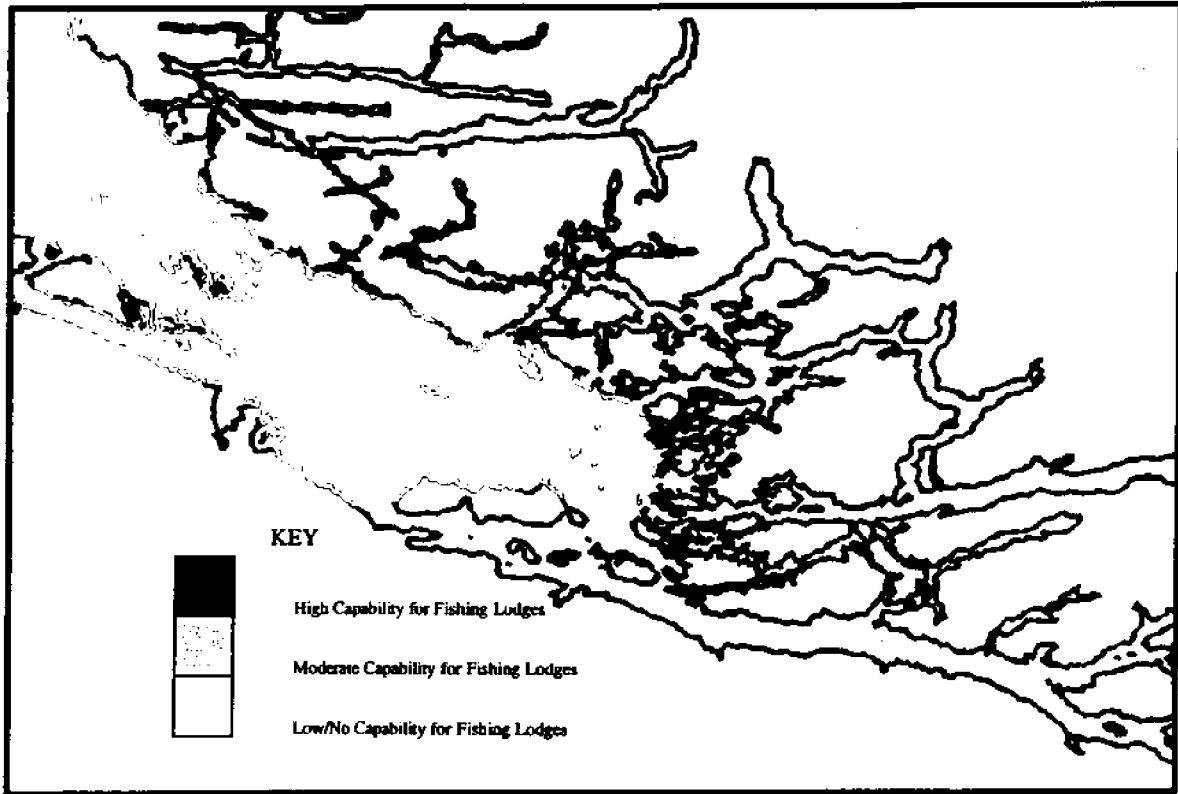 KEY
High Capability for Fishing Lodges
Moderate Capability for Fishing Lodges
Low/No Capability for Fishing Lodges